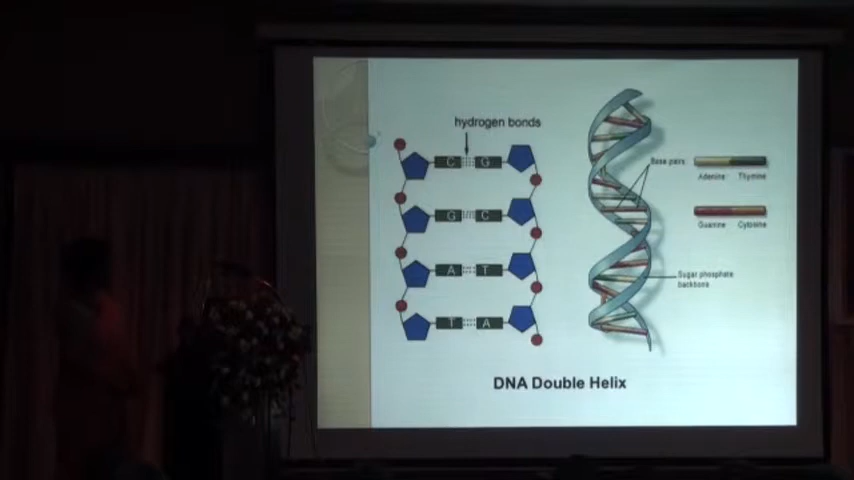 hydrogen bonds
C G
G C
A T
T A
Base pairs
Adenine Thymine
Guanine Cytosine
Sugar phosphate
backbone
DNA Double Helix